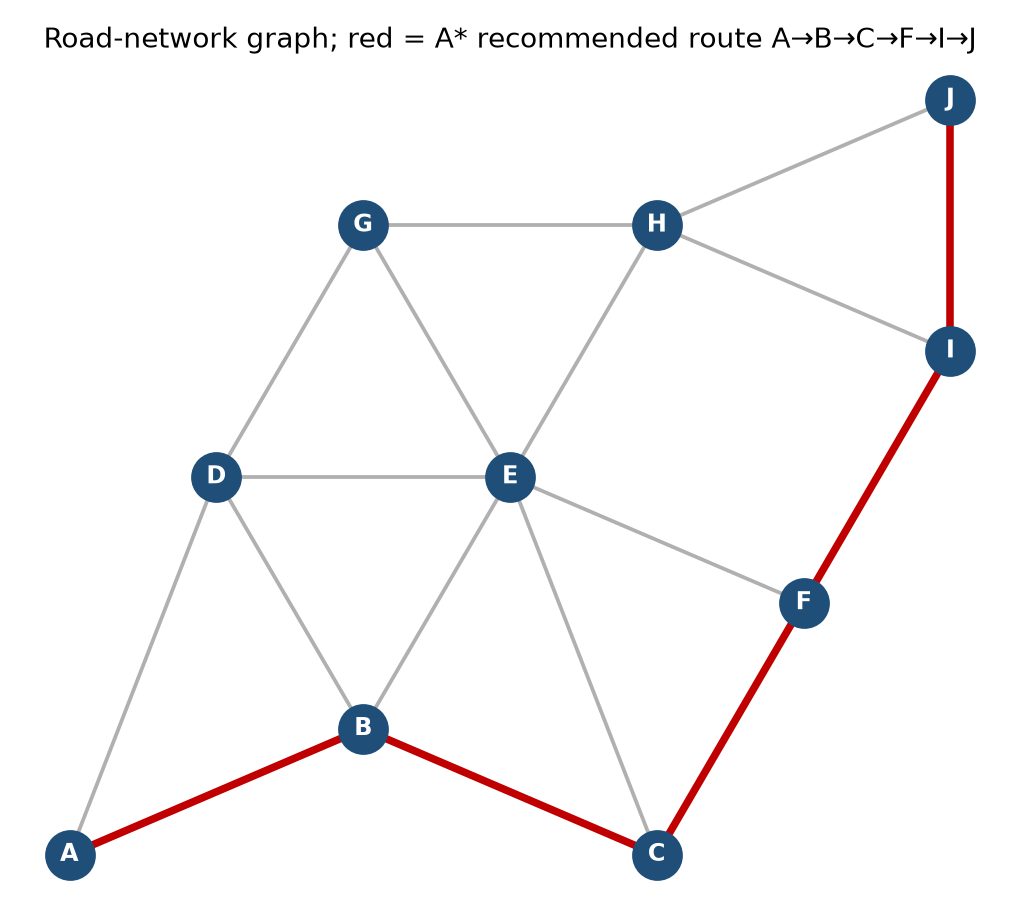 Road-network graph; red = A* recommended route A→B→C→F→I→J
J
G
H
I
D
E
F
B
A
C